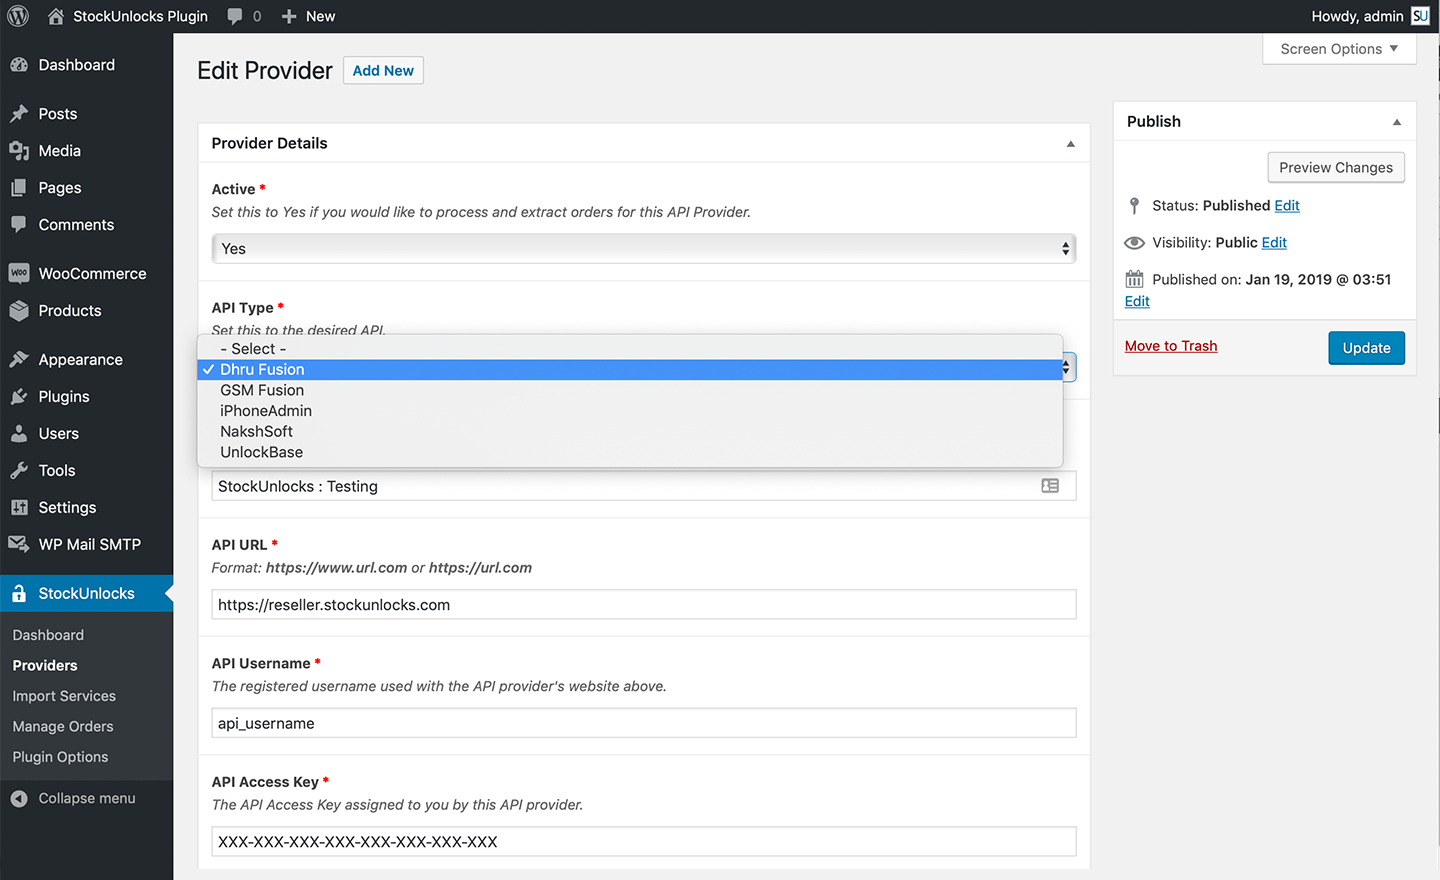 StockUnlocks Plugin 0 New Howdy, admin SU
Screen Options
Dashboard
Posts
Media
Pages
Comments
Woo WooCommerce
Products
Appearance
Plugins
Users
Tools
Settings
WP Mail SMTP
StockUnlocks
Dashboard
Providers
Import Services
Manage Orders
Plugin Options
Collapse menu
Edit Provider Add New
Provider Details
Active *
Set this to Yes if you would like to process and extract orders for this API Provider.
Yes
API Type *
Set this to the desired API.
- Select -
Dhru Fusion
GSM Fusion
iPhoneAdmin
NakshSoft
UnlockBase
StockUnlocks : Testing
API URL *
Format: https://www.url.com or https://url.com
https://reseller.stockunlocks.com
API Username *
The registered username used with the API provider's website above.
api_username
API Access Key *
The API Access Key assigned to you by this API provider.
XXX-XXX-XXX-XXX-XXX-XXX-XXX-XXX
Publish
Preview Changes
Status: Published Edit
Visibility: Public Edit
Published on: Jan 19, 2019 @ 03:51
Edit
Move to Trash
Update